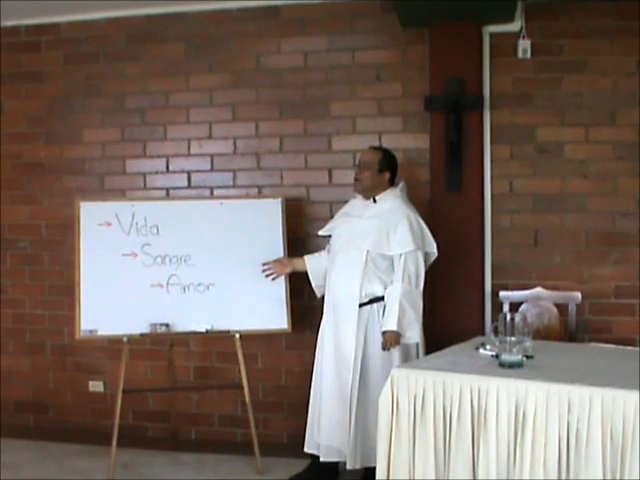 → Vida
→ Sangre
→ Amor